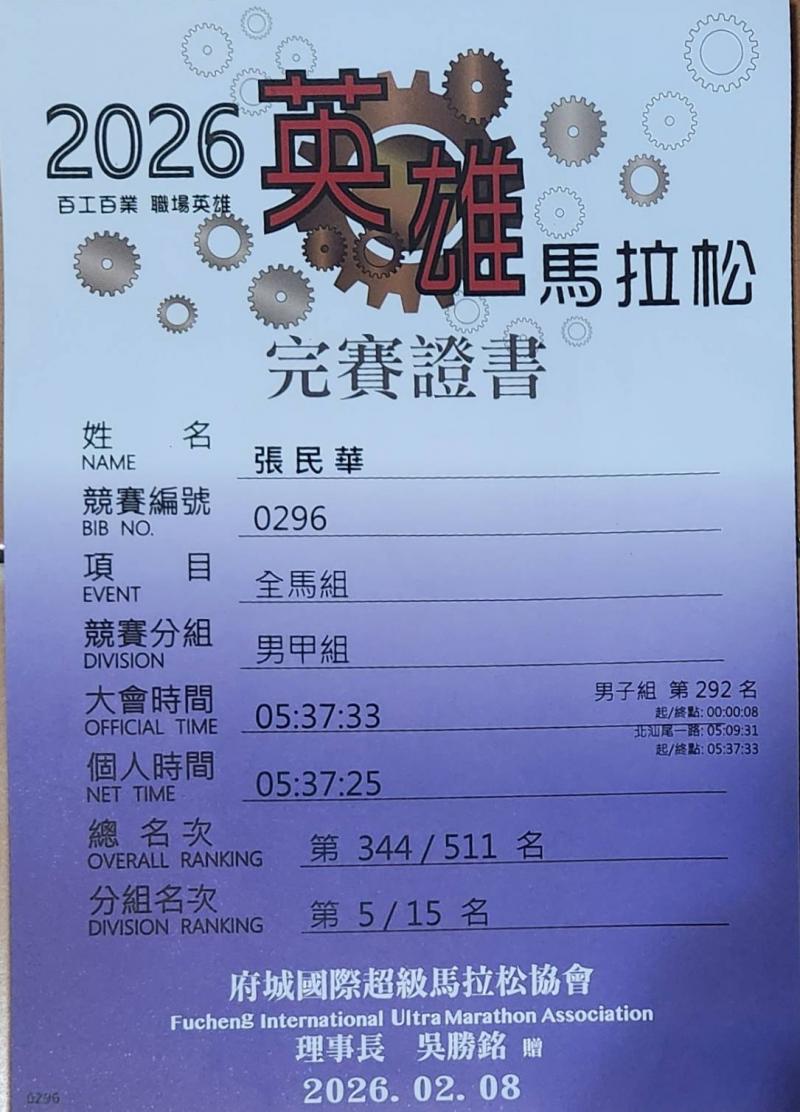 2026 英雄馬拉松
百工百業 職場英雄
完賽證書
姓名 張民華
NAME
競賽編號 0296
BIB NO.
項目 全馬組
EVENT
競賽分組 男甲組
DIVISION
男子組 第 292 名
大會時間 05:37:33
起/終點: 00:00:08
OFFICIAL TIME
北汕尾一路: 05:09:31
起/終點: 05:37:33
個人時間 05:37:25
NET TIME
總名次 第 344 / 511 名
OVERALL RANKING
分組名次 第 5 / 15 名
DIVISION RANKING
府城國際超級馬拉松協會
Fucheng International Ultra Marathon Association
理事長 吳勝銘 贈
2026. 02. 08
0296